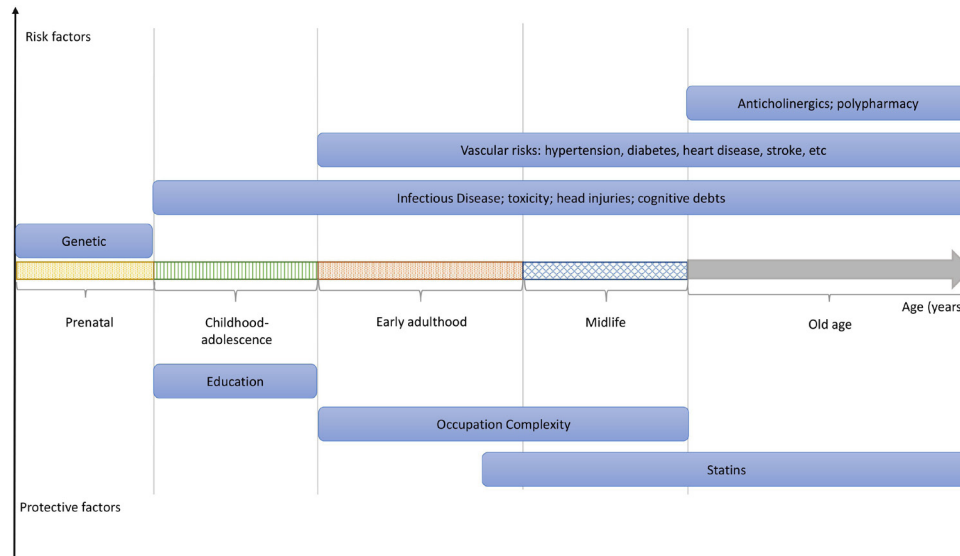 Risk factors
Anticholinergics; polypharmacy
Vascular risks: hypertension, diabetes, heart disease, stroke, etc
Infectious Disease; toxicity; head injuries; cognitive debts
Genetic
Age (years
Prenatal
Childhood-
adolescence
Early adulthood
Midlife
Old age
Education
Occupation Complexity
Statins
Protective factors